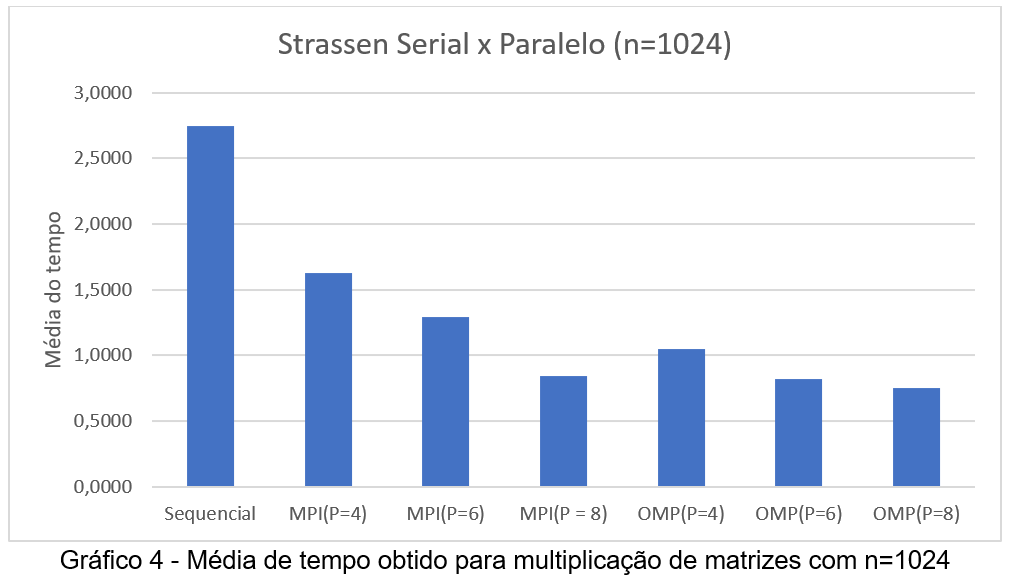 Strassen Serial x Paralelo (n=1024)
Média do tempo
3,0000
2,5000
2,0000
1,5000
1,0000
0,5000
0,0000
Sequencial MPI(P=4) MPI(P=6) MPI(P = 8) OMP(P=4) OMP(P=6) OMP(P=8)
Gráfico 4 - Média de tempo obtido para multiplicação de matrizes com n=1024